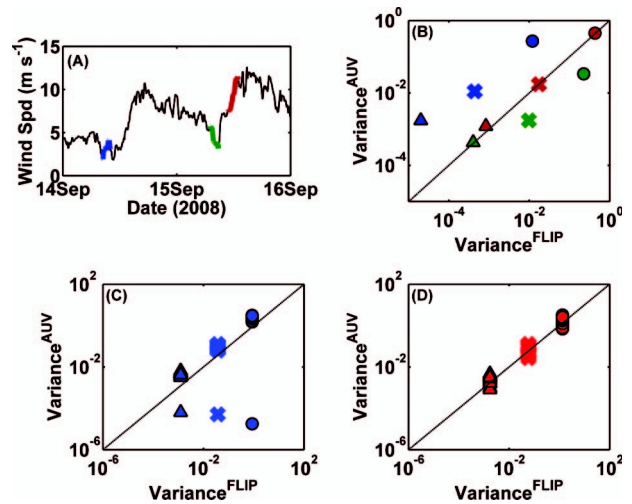 (A)
Wind Spd (m s⁻¹)
15
10
5
0
14Sep 15Sep 16Sep
Date (2008)
(B)
Variance^AUV
10⁰
10⁻²
10⁻⁴
10⁻⁴ 10⁻² 10⁰
Variance^FLIP
(C)
Variance^AUV
10²
10⁻²
10⁻⁶
10⁻⁶ 10⁻² 10²
Variance^FLIP
(D)
Variance^AUV
10²
10⁻²
10⁻⁶
10⁻⁶ 10⁻² 10²
Variance^FLIP